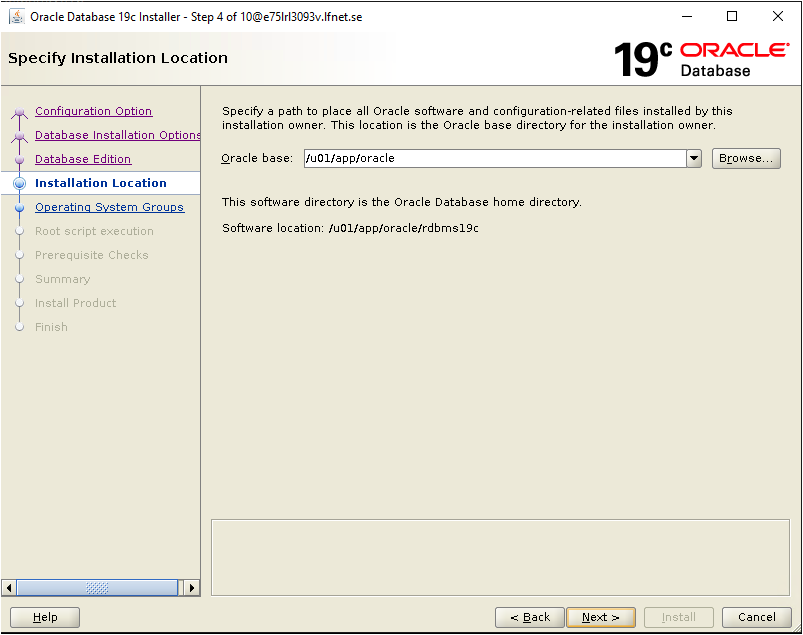 Oracle Database 19c Installer - Step 4 of 10@e75lrl3093v.lfnet.se
Specify Installation Location
19c ORACLE®
Database
Configuration Option
Database Installation Options
Database Edition
Installation Location
Operating System Groups
Root script execution
Prerequisite Checks
Summary
Install Product
Finish
Specify a path to place all Oracle software and configuration-related files installed by this
installation owner. This location is the Oracle base directory for the installation owner.
Oracle base: /u01/app/oracle Browse...
This software directory is the Oracle Database home directory.
Software location: /u01/app/oracle/rdbms19c
Help < Back Next > Install Cancel